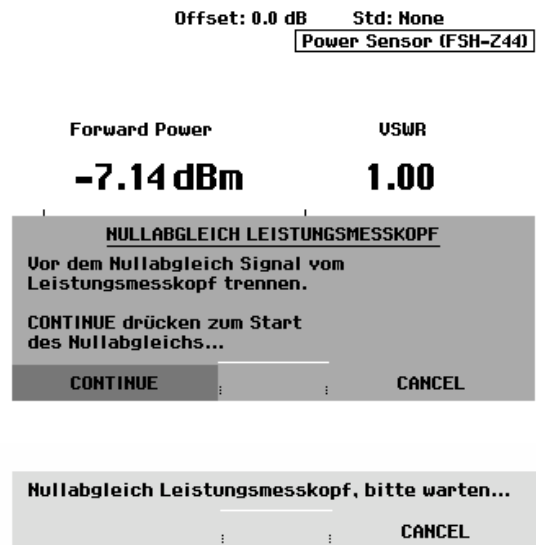 Offset: 0.0 dB Std: None
Power Sensor (FSH-Z44)
Forward Power VSWR
-7.14 dBm 1.00
NULLABGLEICH LEISTUNGSMESSKOPF
Vor dem Nullabgleich Signal vom
Leistungsmesskopf trennen.
CONTINUE drücken zum Start
des Nullabgleichs...
CONTINUE CANCEL
Nullabgleich Leistungsmesskopf, bitte warten...
CANCEL